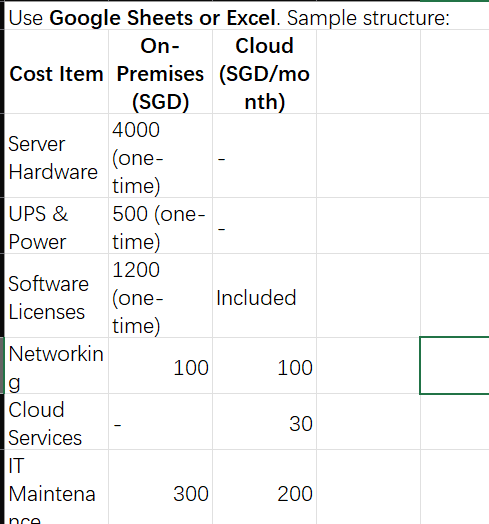 Use Google Sheets or Excel. Sample structure:
Cost Item On-Premises (SGD) Cloud (SGD/month)
Server Hardware 4000 (one-time) -
UPS & Power 500 (one-time) -
Software Licenses 1200 (one-time) Included
Networking 100 100
Cloud Services - 30
IT Maintenance 300 200